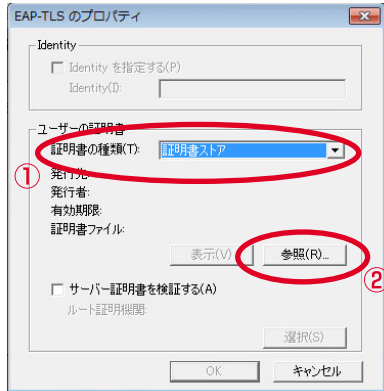 EAP-TLS のプロパティ
Identity
Identity を指定する(P)
Identity(I):
ユーザーの証明書
証明書の種類(T): 証明書ストア
①
発行先:
発行者:
有効期限:
証明書ファイル:
表示(V) 参照(R)...
②
サーバー証明書を検証する(A)
ルート証明機関:
選択(S)
OK キャンセル